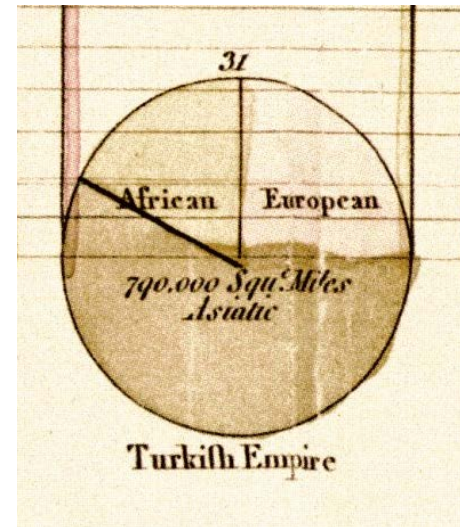 31
African European
790,000 Squ.ᵉ Miles
Asiatic
Turkiſh Empire